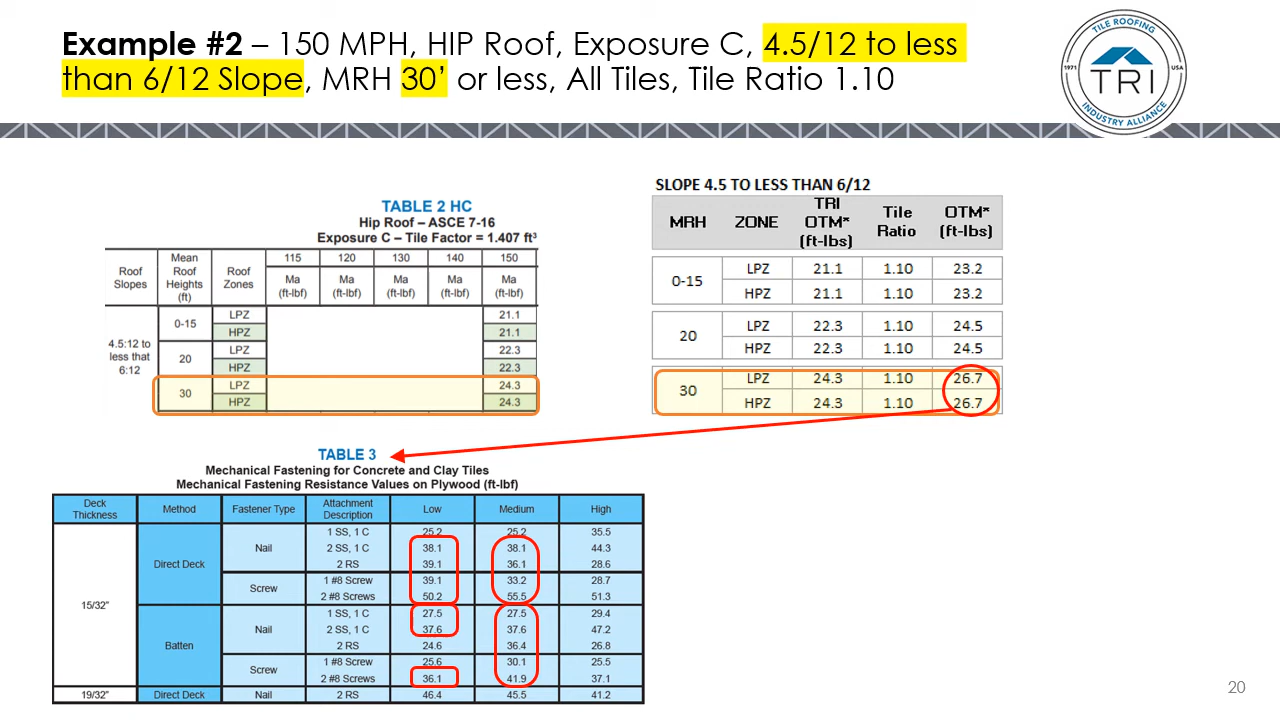 Example #2 – 150 MPH, HIP Roof, Exposure C, 4.5/12 to less
than 6/12 Slope, MRH 30’ or less, All Tiles, Tile Ratio 1.10
TILE ROOFING
1971 TRI USA
INDUSTRY ALLIANCE
TABLE 2 HC
Hip Roof – ASCE 7-16
Exposure C – Tile Factor = 1.407 ft³
Roof Slopes Mean Roof Heights (ft) Roof Zones 115 120 130 140 150
Ma (ft-lbf) Ma (ft-lbf) Ma (ft-lbf) Ma (ft-lbf) Ma (ft-lbf)
4.5:12 to less that 6:12
0-15 LPZ 21.1
HPZ 21.1
20 LPZ 22.3
HPZ 22.3
30 LPZ 24.3
HPZ 24.3
SLOPE 4.5 TO LESS THAN 6/12
MRH ZONE TRI OTM* (ft-lbs) Tile Ratio OTM* (ft-lbs)
0-15 LPZ 21.1 1.10 23.2
HPZ 21.1 1.10 23.2
20 LPZ 22.3 1.10 24.5
HPZ 22.3 1.10 24.5
30 LPZ 24.3 1.10 26.7
HPZ 24.3 1.10 26.7
TABLE 3
Mechanical Fastening for Concrete and Clay Tiles
Mechanical Fastening Resistance Values on Plywood (ft-lbf)
Deck Thickness Method Fastener Type Attachment Description Low Medium High
15/32” Direct Deck Nail 1 SS, 1 C 25.2 25.2 35.5
2 SS, 1 C 38.1 38.1 44.3
2 RS 39.1 36.1 28.6
Screw 1 #8 Screw 39.1 33.2 28.7
2 #8 Screws 50.2 55.5 51.3
Batten Nail 1 SS, 1 C 27.5 27.5 29.4
2 SS, 1 C 37.6 37.6 47.2
2 RS 24.6 36.4 26.8
Screw 1 #8 Screw 25.6 30.1 25.5
2 #8 Screws 36.1 41.9 37.1
19/32” Direct Deck Nail 2 RS 46.4 45.5 41.2
20